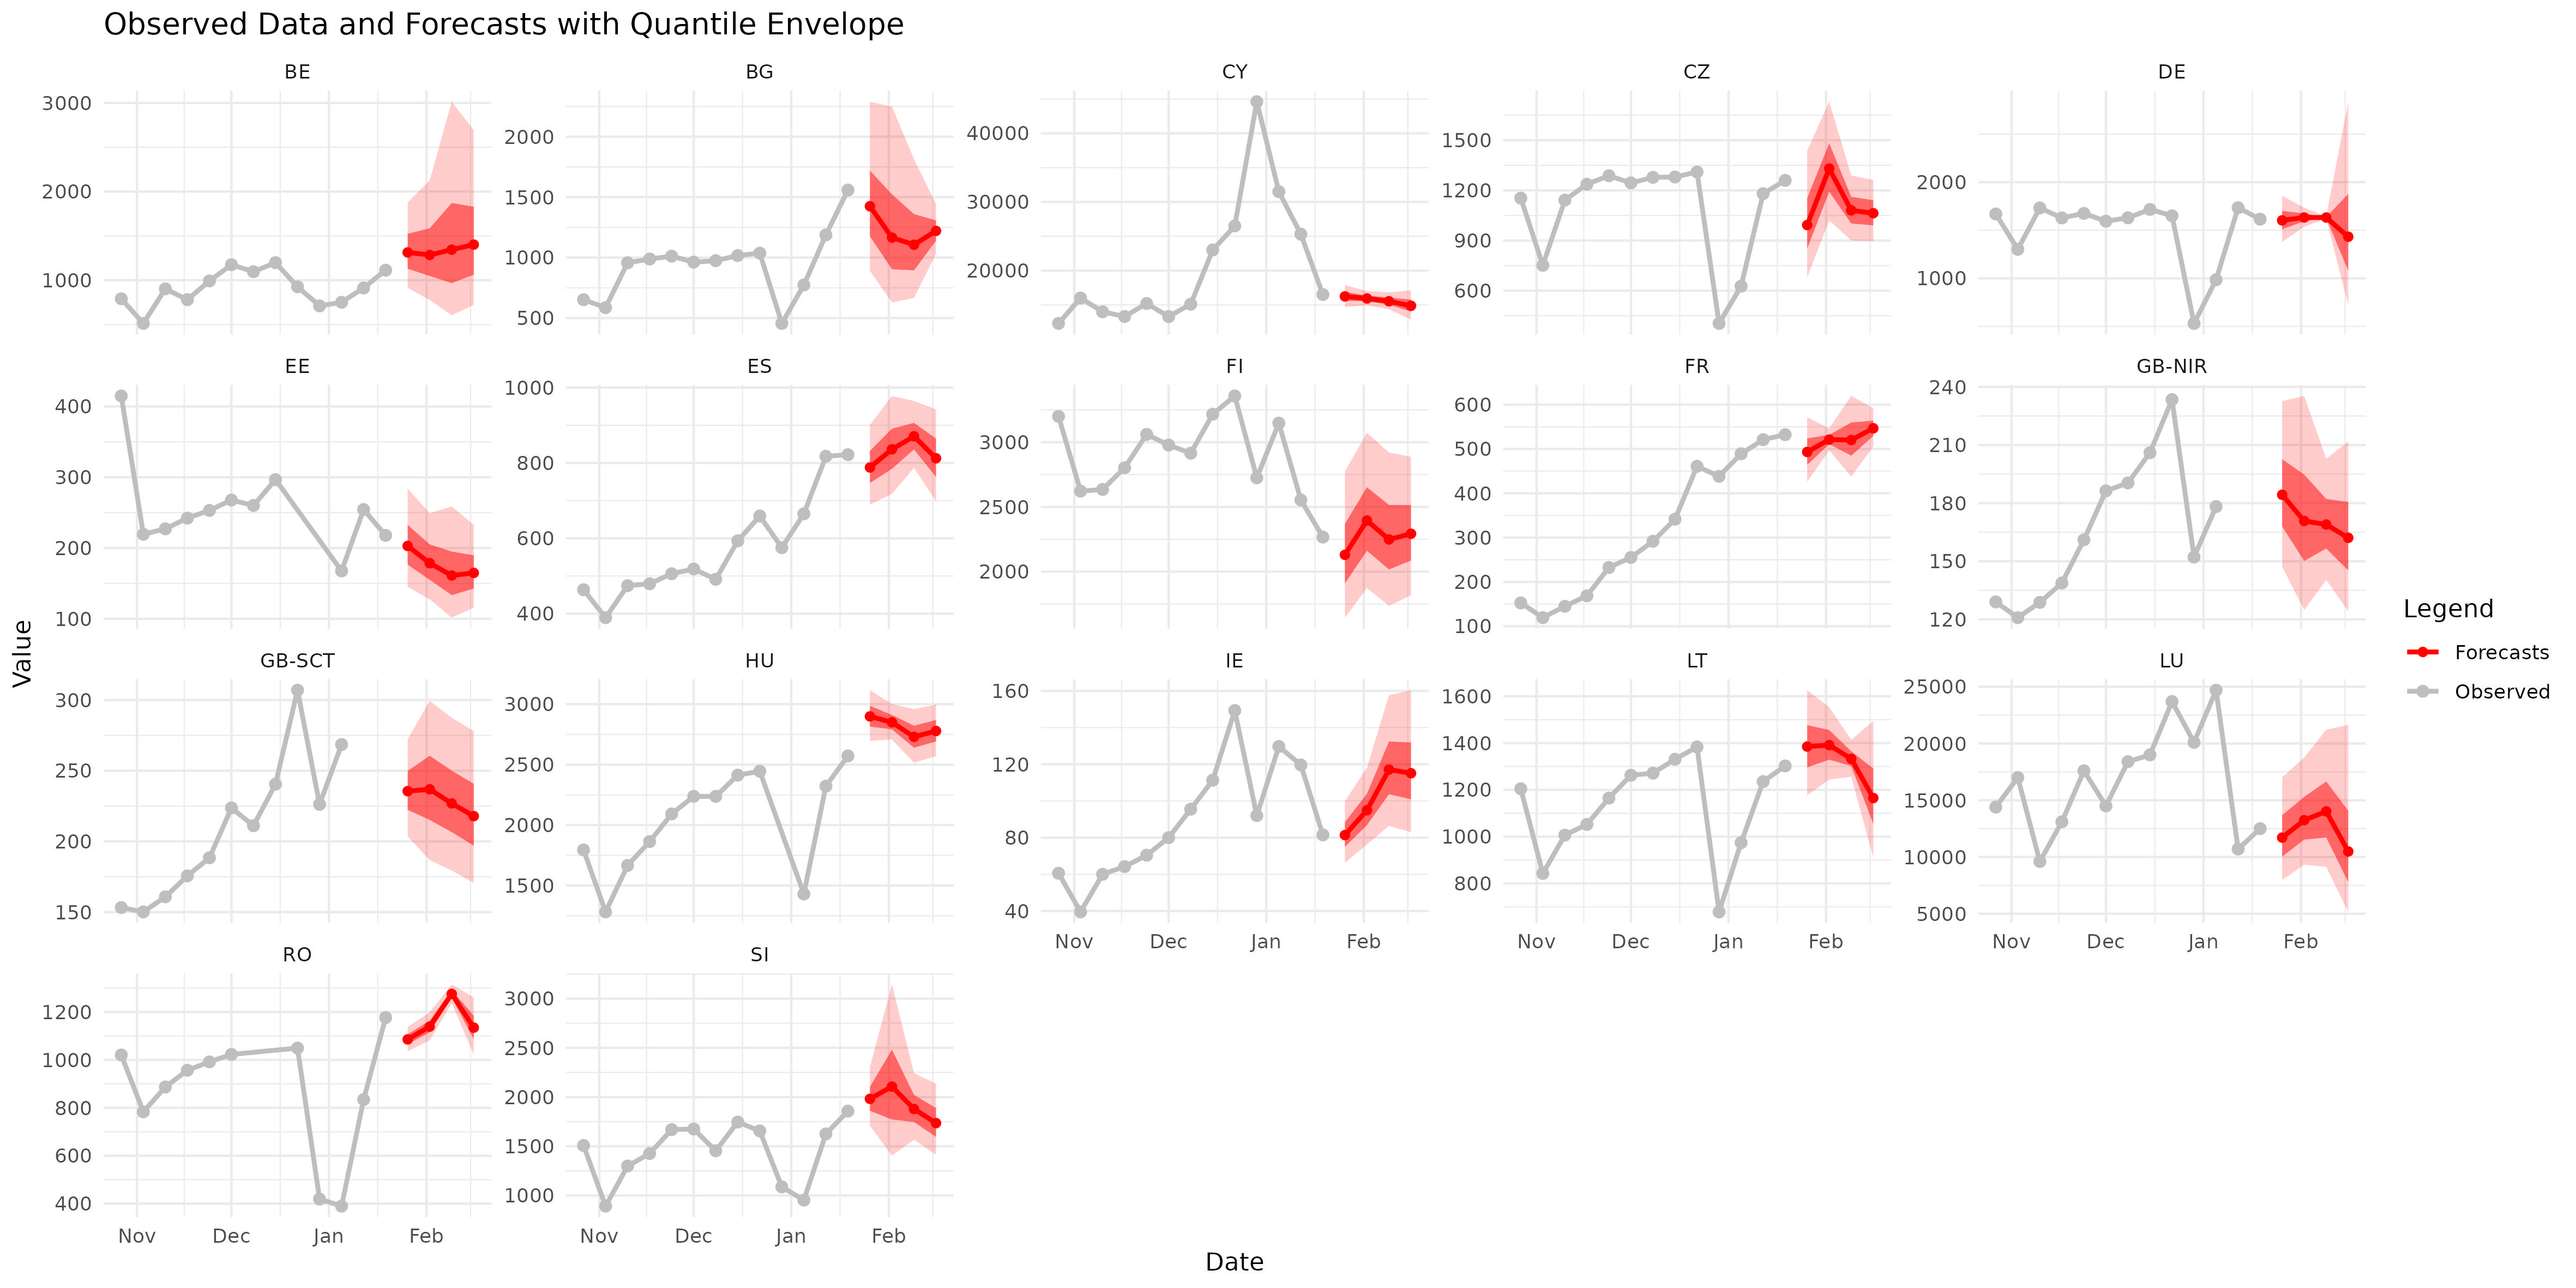 Observed Data and Forecasts with Quantile Envelope
BE
BG
CY
CZ
DE
3000
2000
1000
2000
1500
1000
500
40000
30000
20000
1500
1200
900
600
2000
1000
EE
ES
FI
FR
GB-NIR
400
300
200
100
1000
800
600
400
3000
2500
2000
600
500
400
300
200
100
240
210
180
150
120
Value
Legend
Forecasts
Observed
GB-SCT
HU
IE
LT
LU
300
250
200
150
3000
2500
2000
1500
160
120
80
40
1600
1400
1200
1000
800
25000
20000
15000
10000
5000
Nov Dec Jan Feb
Nov Dec Jan Feb
Nov Dec Jan Feb
RO
SI
1200
1000
800
600
400
3000
2500
2000
1500
1000
Nov Dec Jan Feb
Nov Dec Jan Feb
Date